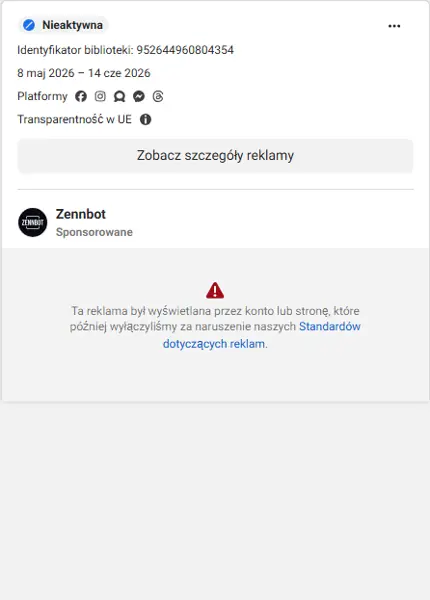 Nieaktywna
Identyfikator biblioteki: 952644960804354
8 maj 2026 – 14 cze 2026
Platformy
Transparentność w UE
Zobacz szczegóły reklamy
ZENNBOT
Zennbot
Sponsorowane
Ta reklama był wyświetlana przez konto lub stronę, które
później wyłączyliśmy za naruszenie naszych Standardów
dotyczących reklam.